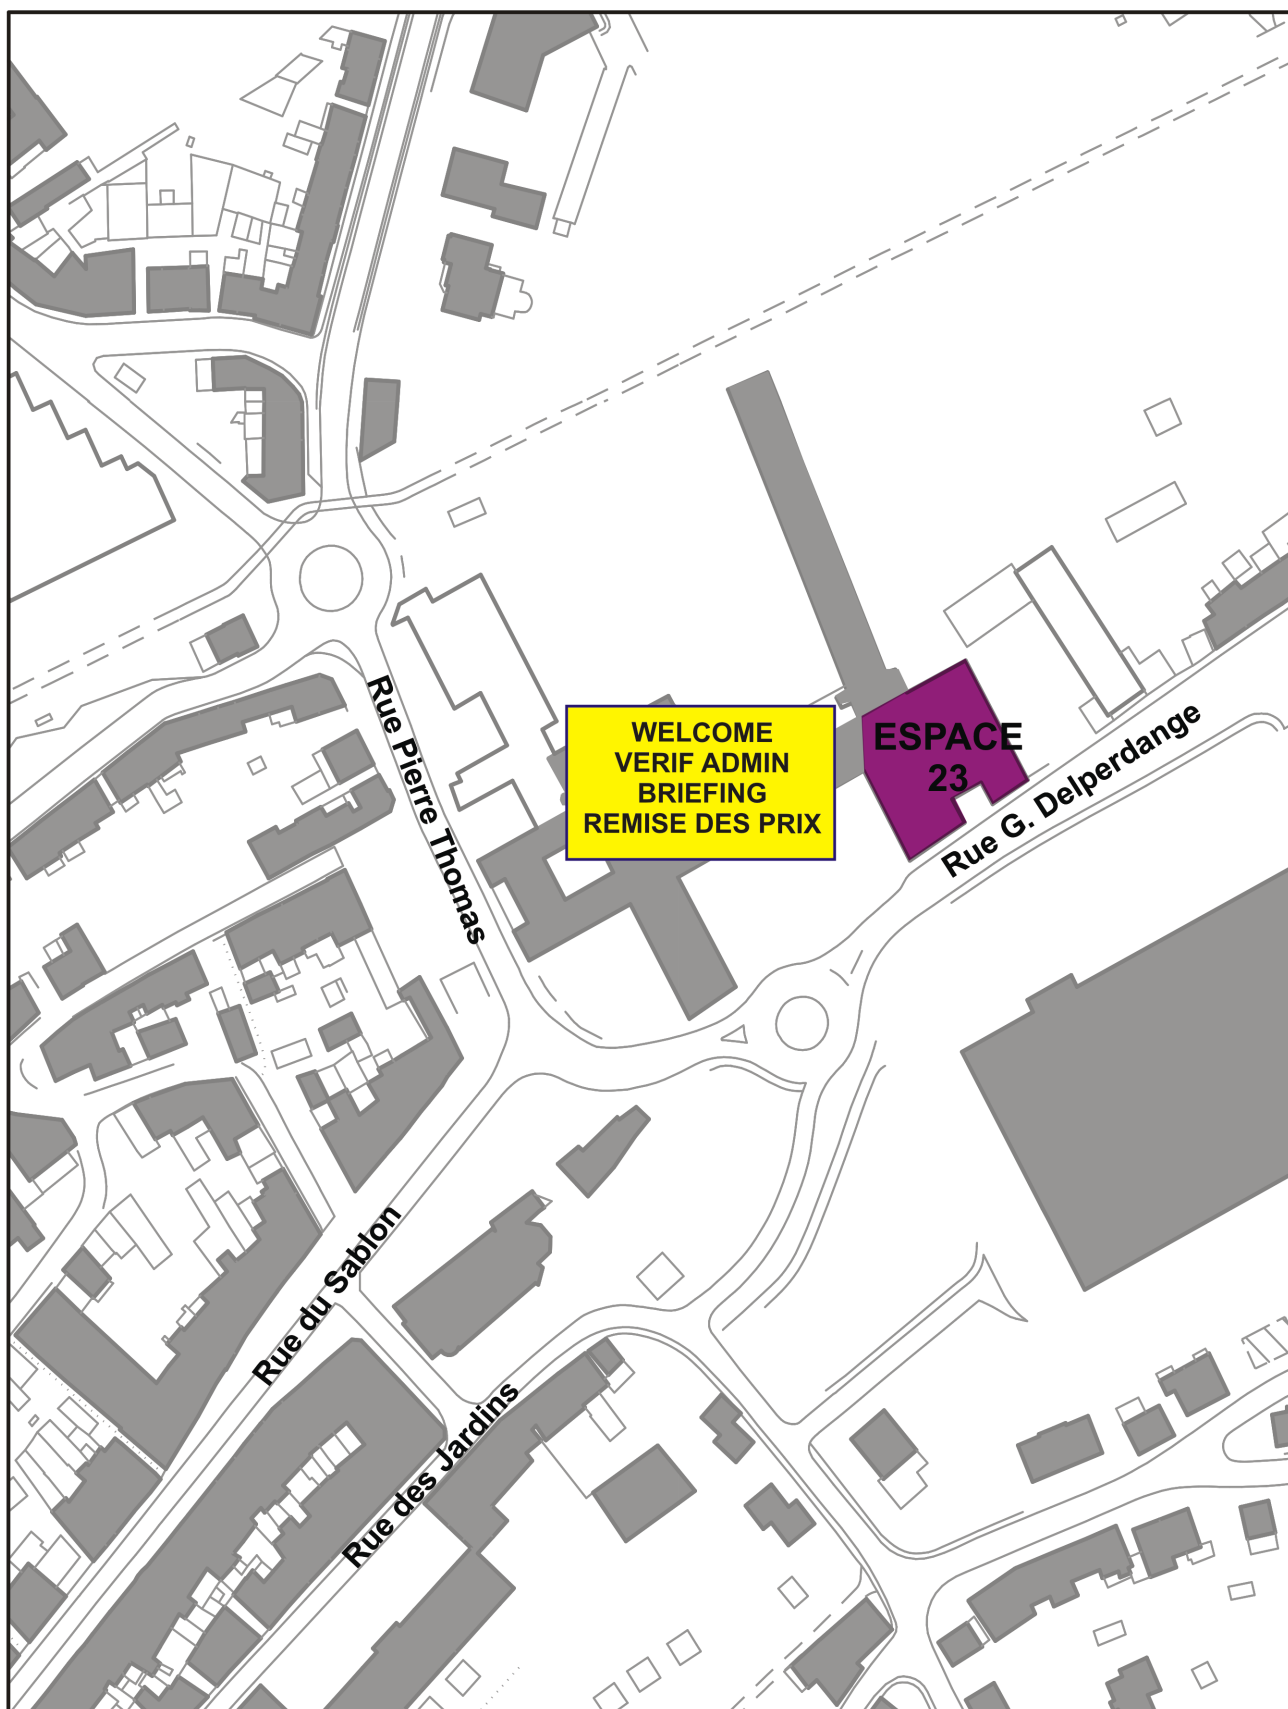 Rue Pierre Thomas
WELCOME
VERIF ADMIN
BRIEFING
REMISE DES PRIX
ESPACE
23
Rue G. Delperdange
Rue du Sablon
Rue des Jardins